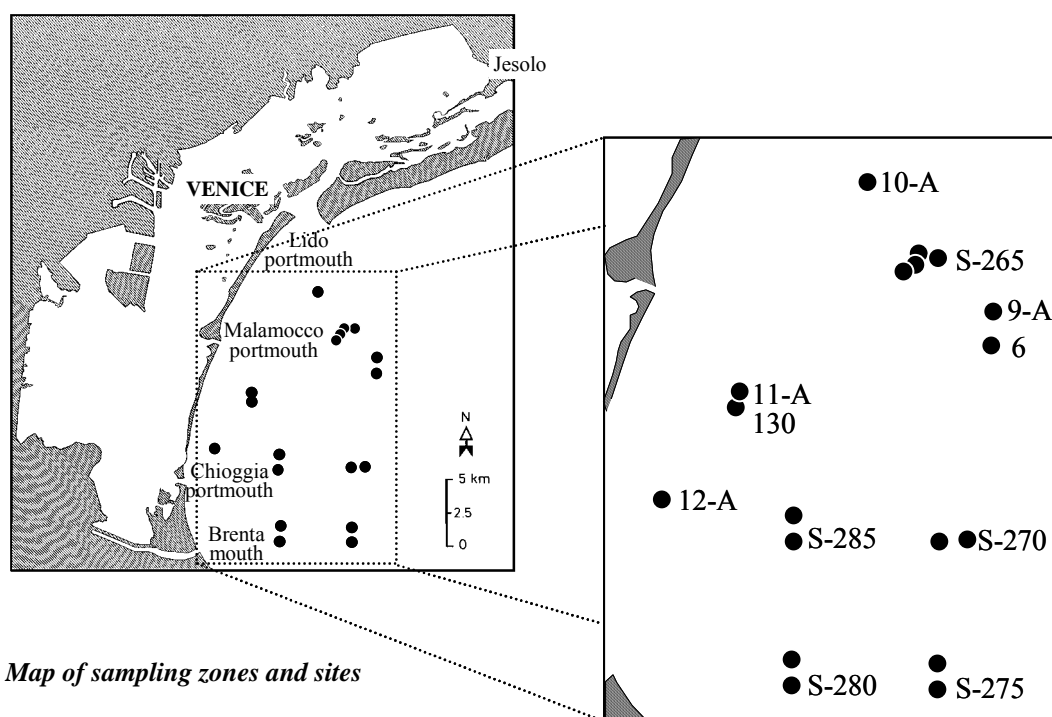 Jesolo
VENICE
Lido
portmouth
Malamocco
portmouth
N
5 km
2.5
0
Chioggia
portmouth
Brenta
mouth
10-A
S-265
9-A
6
11-A
130
12-A
S-285
S-270
S-280
S-275
Map of sampling zones and sites